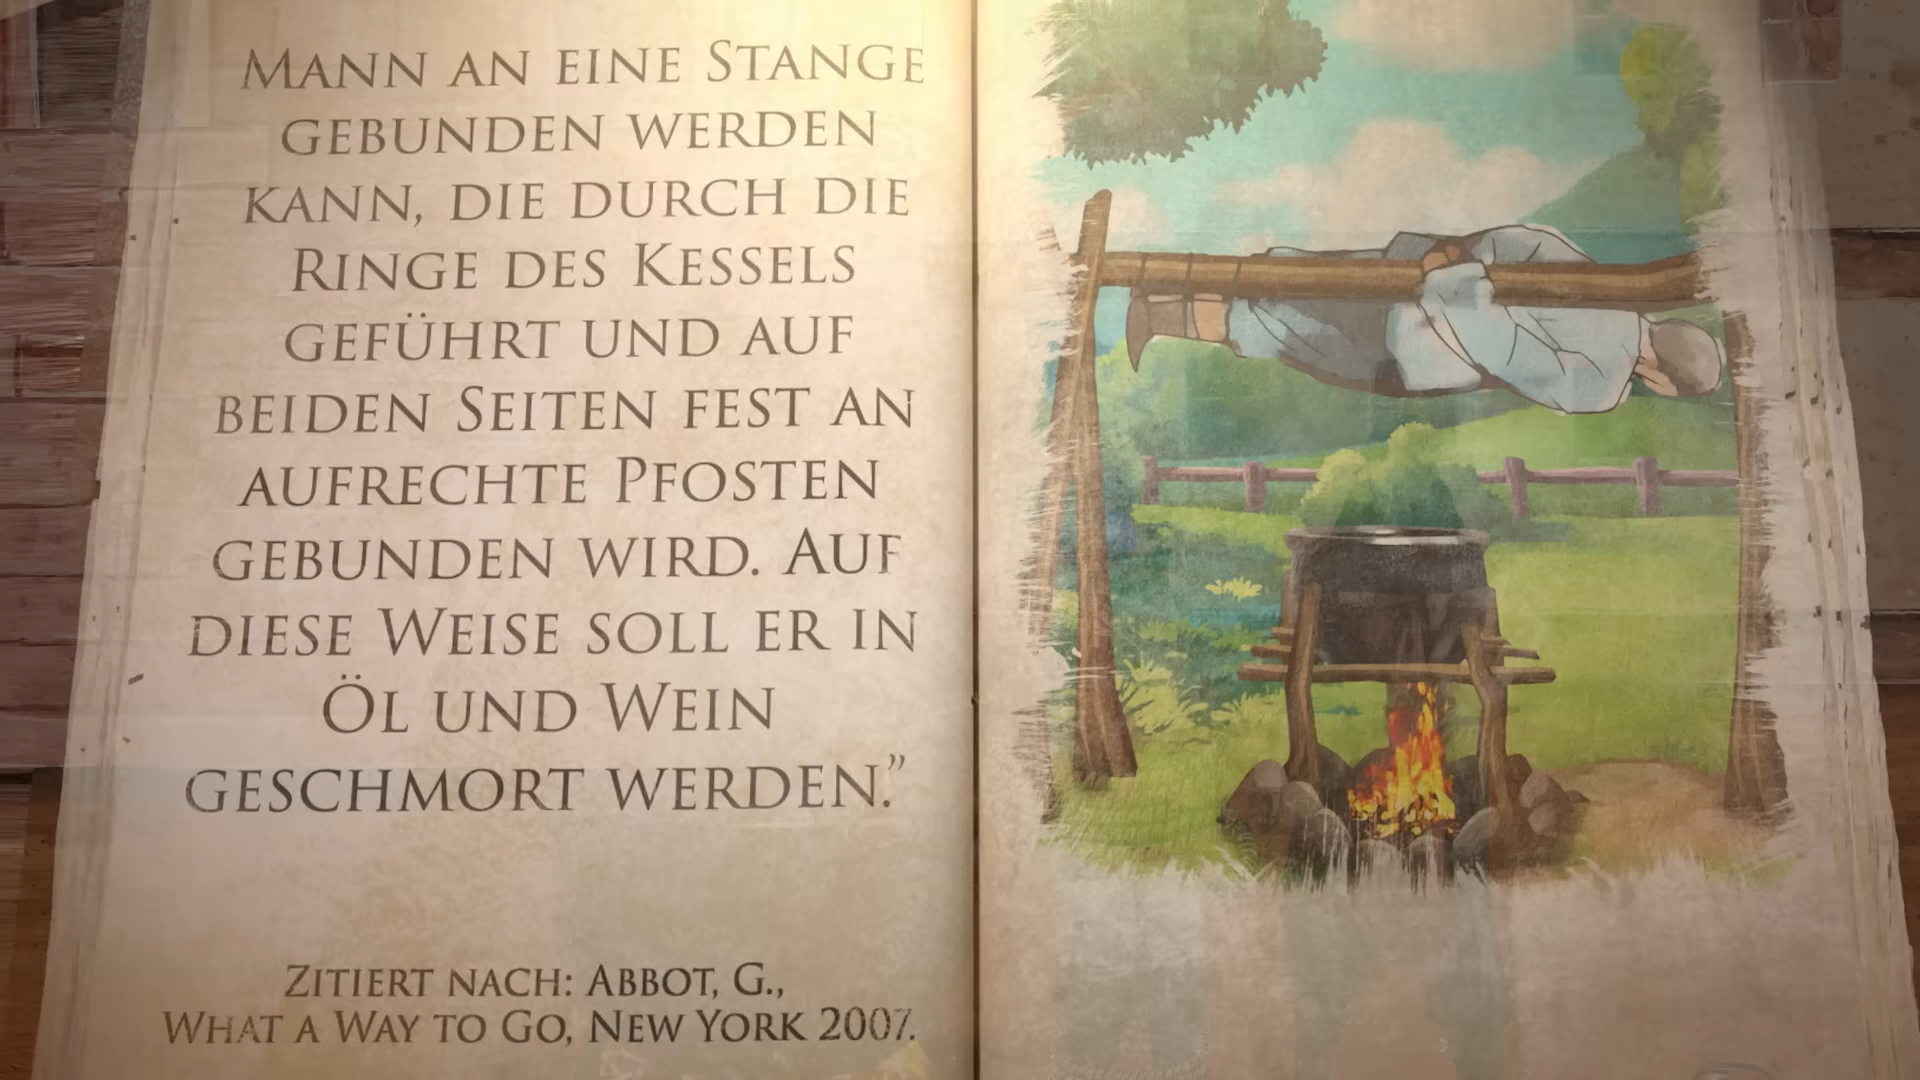 Mann an eine Stange
gebunden werden
kann, die durch die
Ringe des Kessels
geführt und auf
beiden Seiten fest an
aufrechte Pfosten
gebunden wird. Auf
diese Weise soll er in
Öl und Wein
geschmort werden.”
Zitiert nach: Abbot, G.,
What a Way to Go, New York 2007.